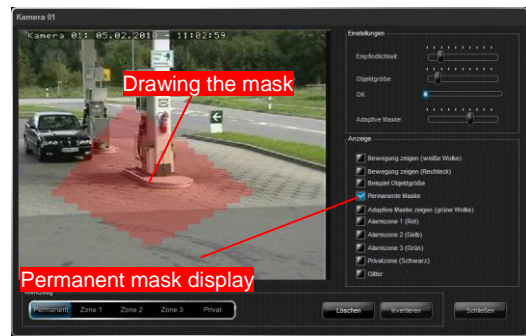 Kamera 01
Kamera 01: 05.02.2010 - 11:02:59
Drawing the mask
Permanent mask display
Einstellungen
Empfindlichkeit:
Objektgröße:
OK
Adaptive Maske:
Anzeige
Bewegung zeigen (weiße Wolke)
Bewegung zeigen (Rechteck)
Beispiel Objektgröße
Permanente Maske
Adaptive Maske zeigen (grüne Wolke)
Alarmzone 1 (Rot)
Alarmzone 2 (Gelb)
Alarmzone 3 (Grün)
Privatzone (Schwarz)
Gitter
Werkzeug
Permanent Zone 1 Zone 2 Zone 3 Privat
Löschen Invertieren Schließen